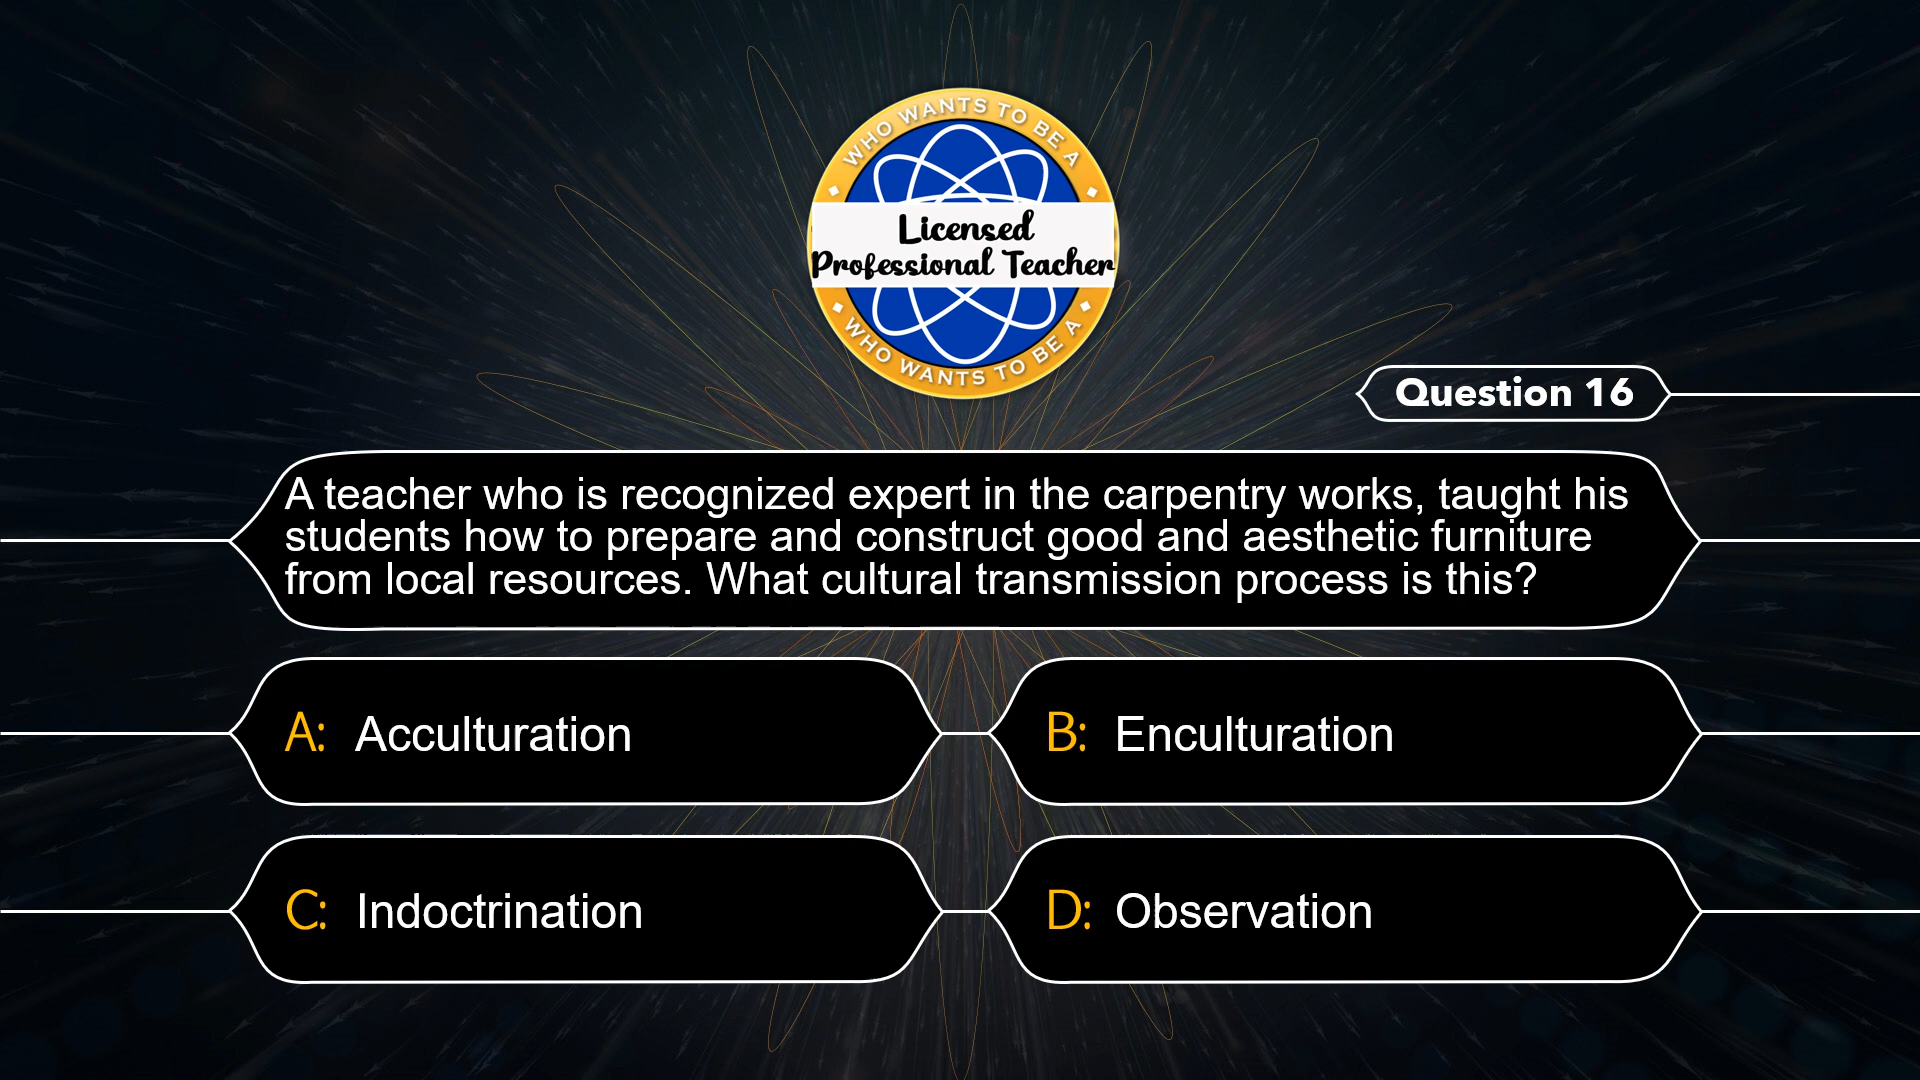 WHO WANTS TO BE A
Licensed
Professional Teacher
WHO WANTS TO BE A
Question 16
A teacher who is recognized expert in the carpentry works, taught his
students how to prepare and construct good and aesthetic furniture
from local resources. What cultural transmission process is this?
A: Acculturation
B: Enculturation
C: Indoctrination
D: Observation